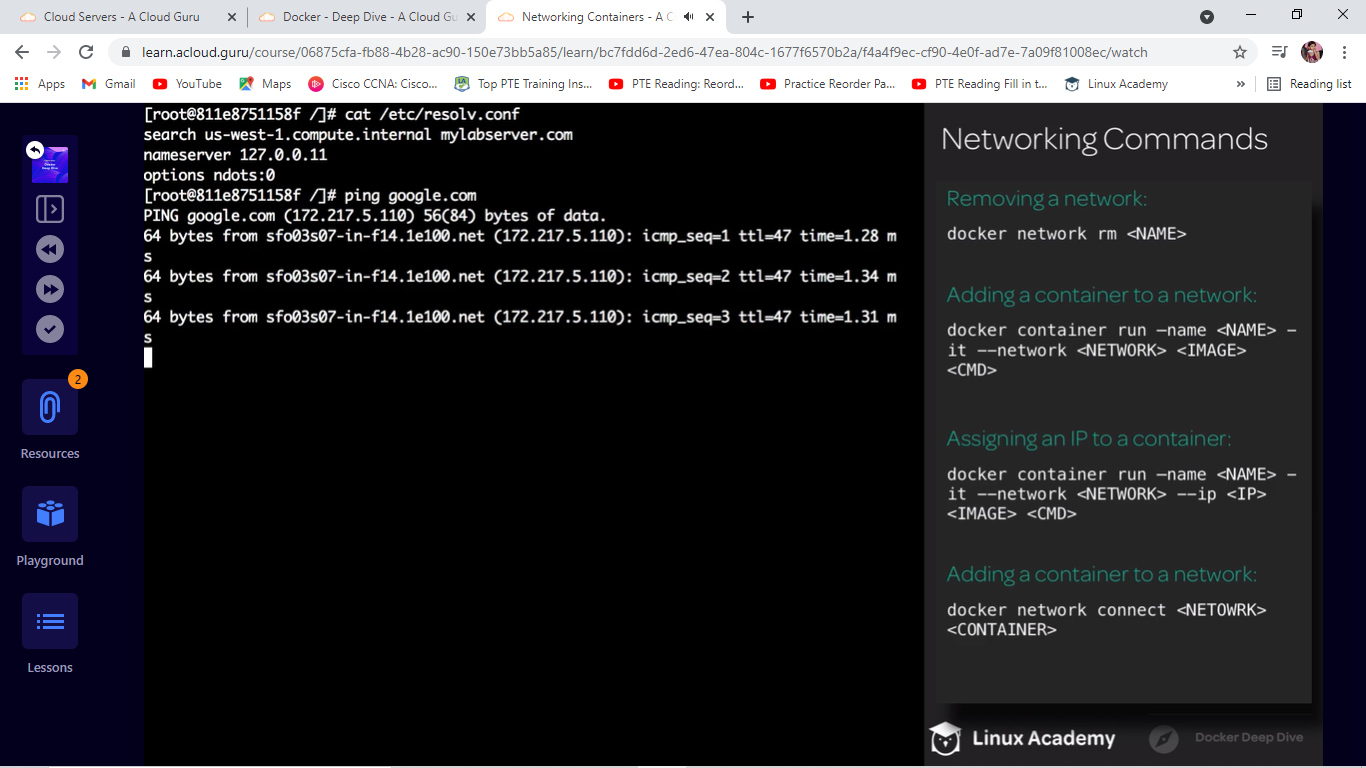 Cloud Servers - A Cloud Guru
Docker - Deep Dive - A Cloud Gu
Networking Containers - A C
learn.acloud.guru/course/06875cfa-fb88-4b28-ac90-150e73bb5a85/learn/bc7fdd6d-2ed6-47ea-804c-1677f6570b2a/f4a4f9ec-cf90-4e0f-ad7e-7a09f81008ec/watch
Apps
Gmail
YouTube
Maps
Cisco CCNA: Cisco...
Top PTE Training Ins...
PTE Reading: Reord...
Practice Reorder Pa...
PTE Reading Fill in t...
Linux Academy
»
Reading list
[root@811e8751158f /]# cat /etc/resolv.conf
search us-west-1.compute.internal mylabserver.com
nameserver 127.0.0.11
options ndots:0
[root@811e8751158f /]# ping google.com
PING google.com (172.217.5.110) 56(84) bytes of data.
64 bytes from sfo03s07-in-f14.1e100.net (172.217.5.110): icmp_seq=1 ttl=47 time=1.28 m
s
64 bytes from sfo03s07-in-f14.1e100.net (172.217.5.110): icmp_seq=2 ttl=47 time=1.34 m
s
64 bytes from sfo03s07-in-f14.1e100.net (172.217.5.110): icmp_seq=3 ttl=47 time=1.31 m
s
Docker
Deep Dive
2
Resources
Playground
Lessons
Networking Commands
Removing a network:
docker network rm <NAME>
Adding a container to a network:
docker container run –name <NAME> –
it --network <NETWORK> <IMAGE>
<CMD>
Assigning an IP to a container:
docker container run –name <NAME> –
it --network <NETWORK> --ip <IP>
<IMAGE> <CMD>
Adding a container to a network:
docker network connect <NETOWRK>
<CONTAINER>
Linux Academy
Docker Deep Dive